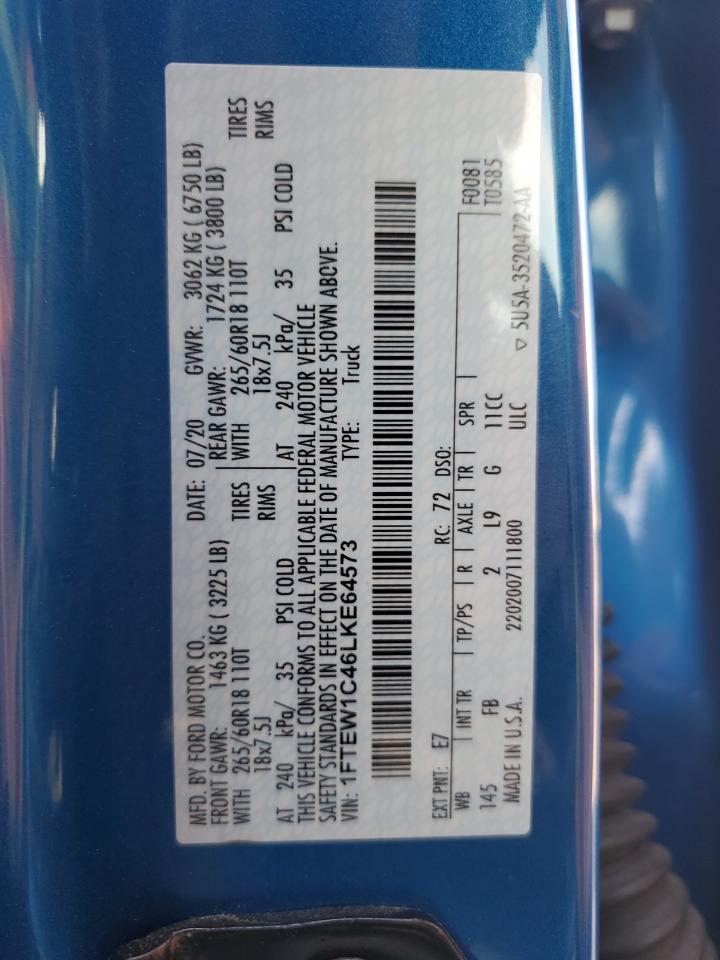 MFD. BY FORD MOTOR CO.
DATE: 07/20 GVWR: 3062 KG ( 6750 LB)
FRONT GAWR: 1463 KG ( 3225 LB) REAR GAWR: 1724 KG ( 3800 LB)
WITH 265/60R18 110T TIRES WITH 265/60R18 110T TIRES
18x7.5J RIMS 18x7.5J RIMS
AT 240 kPa/ 35 PSI COLD AT 240 kPa/ 35 PSI COLD
THIS VEHICLE CONFORMS TO ALL APPLICABLE FEDERAL MOTOR VEHICLE
SAFETY STANDARDS IN EFFECT ON THE DATE OF MANUFACTURE SHOWN ABOVE.
VIN: 1FTEW1C46LKE64573 TYPE: Truck
EXT PNT: E7 RC: 72 DSO:
WB | INT TR | TP/PS | R | AXLE | TR | SPR | F0081
145 FB 2 L9 G 11CC T0585
MADE IN U.S.A. 2202007111800 ULC ▽ 5U5A-3520472-AA